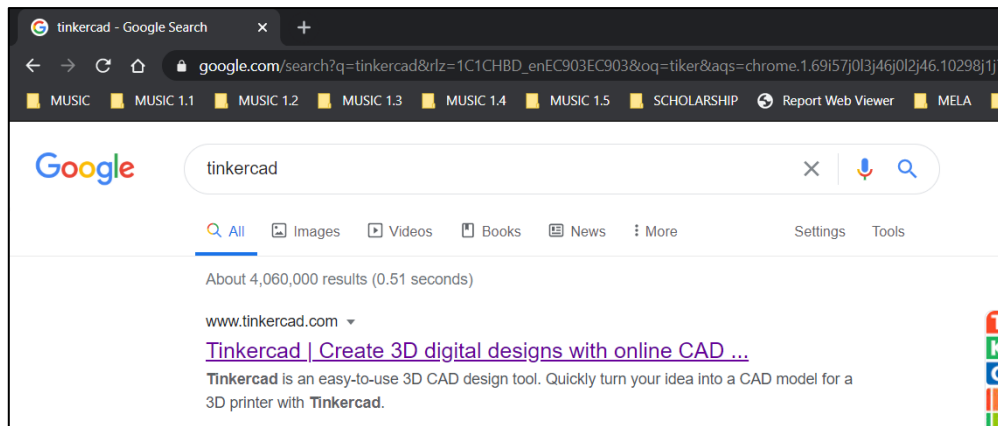 tinkercad - Google Search
google.com/search?q=tinkercad&rlz=1C1CHBD_enEC903EC903&oq=tiker&aqs=chrome.1.69i57j0l3j46j0l2j46.10298j1j
MUSIC MUSIC 1.1 MUSIC 1.2 MUSIC 1.3 MUSIC 1.4 MUSIC 1.5 SCHOLARSHIP Report Web Viewer MELA
Google tinkercad
All Images Videos Books News More Settings Tools
About 4,060,000 results (0.51 seconds)
www.tinkercad.com
Tinkercad | Create 3D digital designs with online CAD ...
Tinkercad is an easy-to-use 3D CAD design tool. Quickly turn your idea into a CAD model for a
3D printer with Tinkercad.